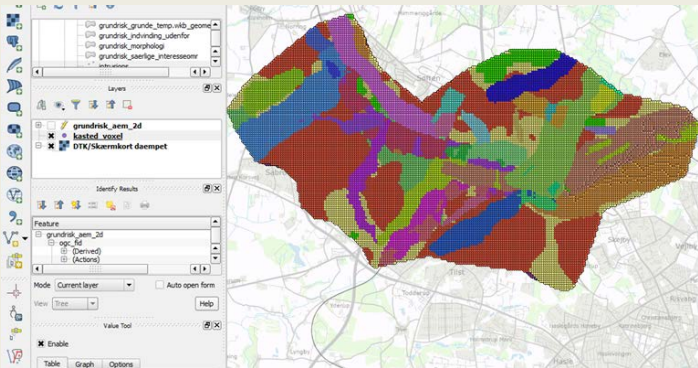 grundrisk_grunde_temp.wkb_geome
grundrisk_indvinding_udenfor
grundrisk_morphologi
grundrisk_saerlige_interesseomr
Layers
grundrisk_aem_2d
kasted_voxel
DTK/Skærmkort daempet
Identify Results
Feature
grundrisk_aem_2d
ogc_fid
(Derived)
(Actions)
Mode Current layer Auto open form
View Tree Help
Value Tool
Enable
Table Graph Options
Tilst